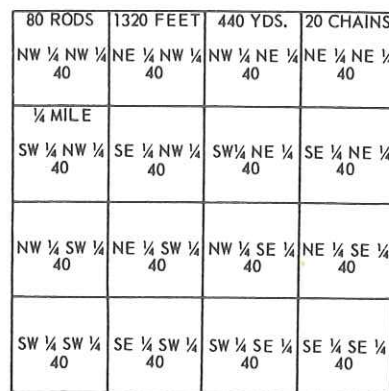 80 RODS 1320 FEET 440 YDS. 20 CHAINS
NW ¼ NW ¼ NE ¼ NW ¼ NW ¼ NE ¼ NE ¼ NE ¼
40 40 40 40
¼ MILE
SW ¼ NW ¼ SE ¼ NW ¼ SW¼ NE ¼ SE ¼ NE ¼
40 40 40 40
NW ¼ SW ¼ NE ¼ SW ¼ NW ¼ SE ¼ NE ¼ SE ¼
40 40 40 40
SW ¼ SW ¼ SE ¼ SW ¼ SW ¼ SE ¼ SE ¼ SE ¼
40 40 40 40